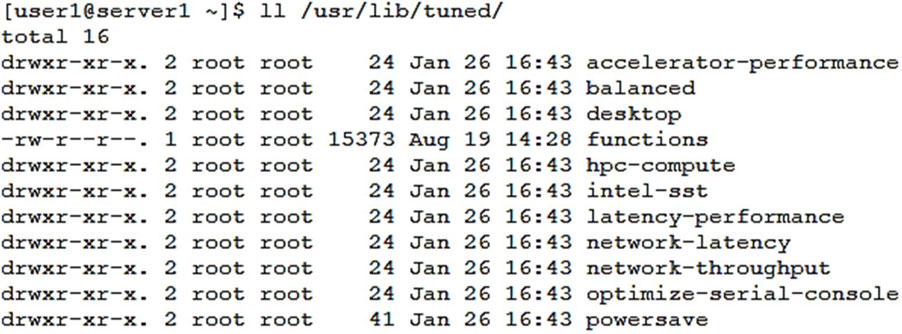 [user1@server1 ~]$ ll /usr/lib/tuned/
total 16
drwxr-xr-x. 2 root root    24 Jan 26 16:43 accelerator-performance
drwxr-xr-x. 2 root root    24 Jan 26 16:43 balanced
drwxr-xr-x. 2 root root    24 Jan 26 16:43 desktop
-rw-r--r--. 1 root root 15373 Aug 19 14:28 functions
drwxr-xr-x. 2 root root    24 Jan 26 16:43 hpc-compute
drwxr-xr-x. 2 root root    24 Jan 26 16:43 intel-sst
drwxr-xr-x. 2 root root    24 Jan 26 16:43 latency-performance
drwxr-xr-x. 2 root root    24 Jan 26 16:43 network-latency
drwxr-xr-x. 2 root root    24 Jan 26 16:43 network-throughput
drwxr-xr-x. 2 root root    24 Jan 26 16:43 optimize-serial-console
drwxr-xr-x. 2 root root    41 Jan 26 16:43 powersave